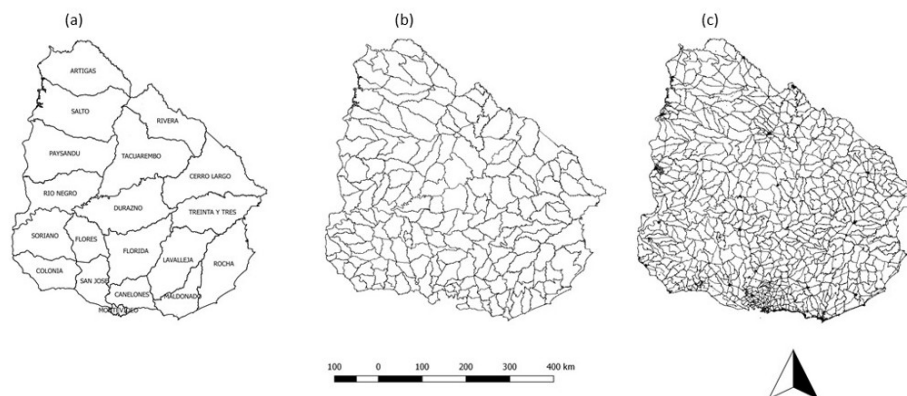 (a)
(b)
(c)
ARTIGAS
SALTO
RIVERA
PAYSANDU
TACUAREMBO
CERRO LARGO
RIO NEGRO
DURAZNO
TREINTA Y TRES
SORIANO
FLORES
FLORIDA
LAVALLEJA
ROCHA
COLONIA
SAN JOSE
CANELONES
MALDONADO
MONTEVIDEO
100 0 100 200 300 400 km